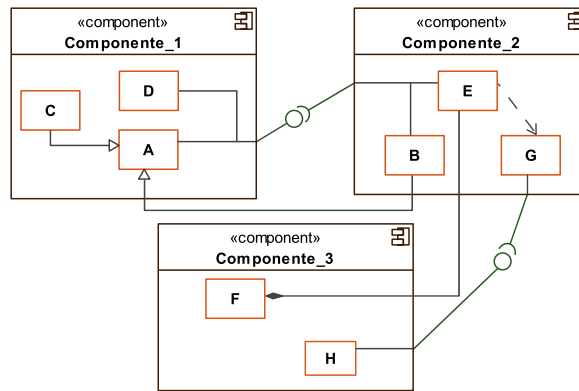 «component»
Componente_1
C
D
A
«component»
Componente_2
E
B
G
«component»
Componente_3
F
H